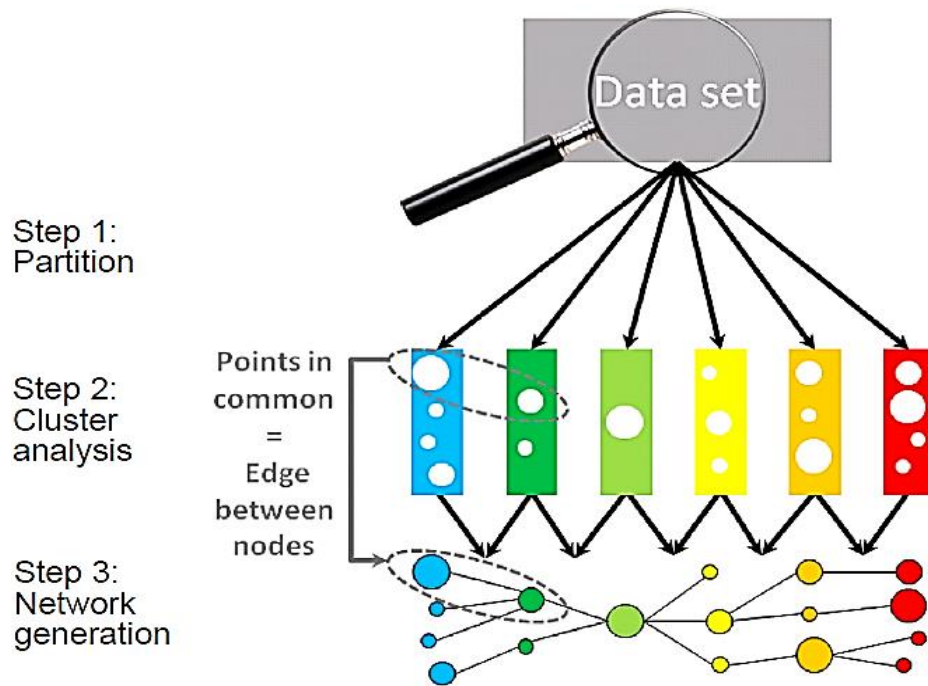 Data set
Step 1:
Partition
Step 2:
Cluster
analysis
Points in
common
=
Edge
between
nodes
Step 3:
Network
generation